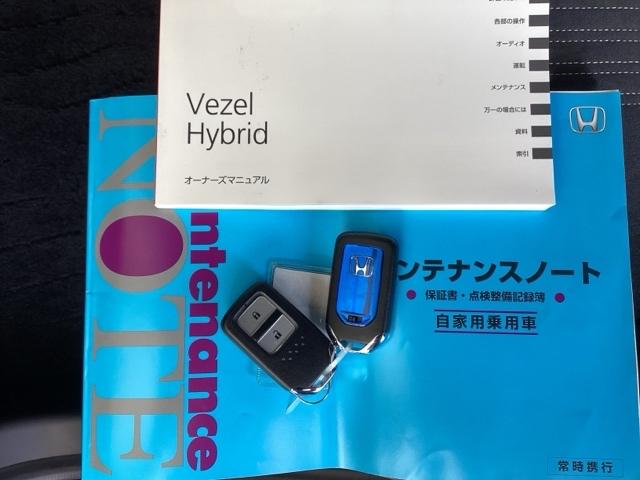 各部の操作
オーディオ
運転
メンテナンス
万一の場合には
資料
索引
Vezel
Hybrid
オーナーズマニュアル
NOTE
ntenance
ンテナンスノート
保証書・点検整備記録簿
自家用乗用車
常時携行